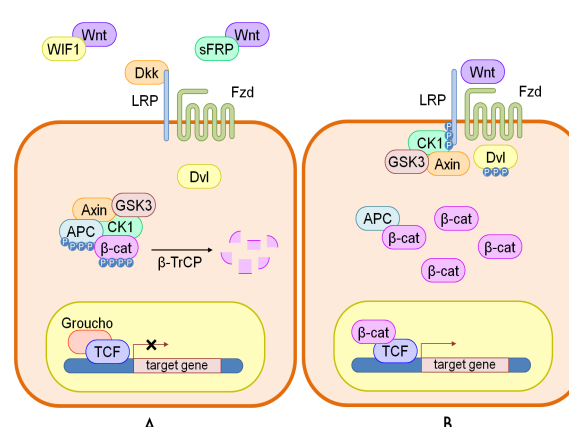 Wnt
WIF1
Wnt
sFRP
Dkk
LRP
Fzd
Dvl
Axin
GSK3
APC
CK1
β-cat
P P P P
P P P P
β-TrCP
Groucho
TCF
target gene
A
Wnt
LRP
Fzd
P
P
P
CK1
GSK3
Axin
Dvl
P P P
APC
β-cat
β-cat
β-cat
β-cat
β-cat
TCF
target gene
B